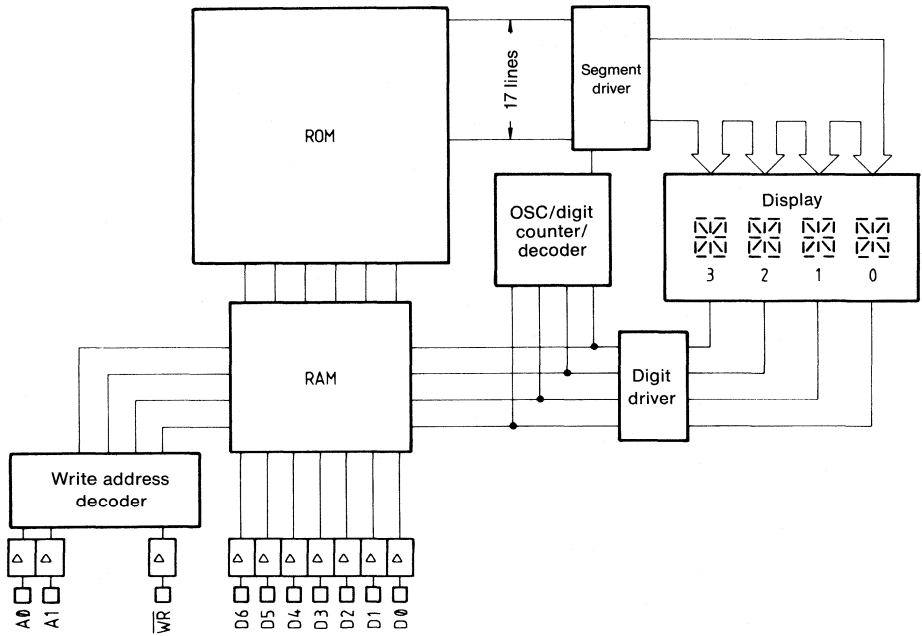 ROM
17 lines
Segment
driver
OSC/digit
counter/
decoder
Display
3 2 1 0
RAM
Digit
driver
Write address
decoder
A0 A1 W̅R̅ D6 D5 D4 D3 D2 D1 D0